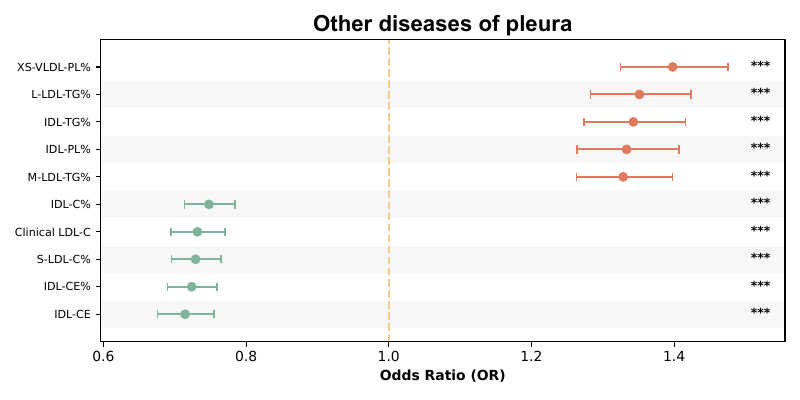 Other diseases of pleura
XS-VLDL-PL% ***
L-LDL-TG% ***
IDL-TG% ***
IDL-PL% ***
M-LDL-TG% ***
IDL-C% ***
Clinical LDL-C ***
S-LDL-C% ***
IDL-CE% ***
IDL-CE ***
0.6 0.8 1.0 1.2 1.4
Odds Ratio (OR)